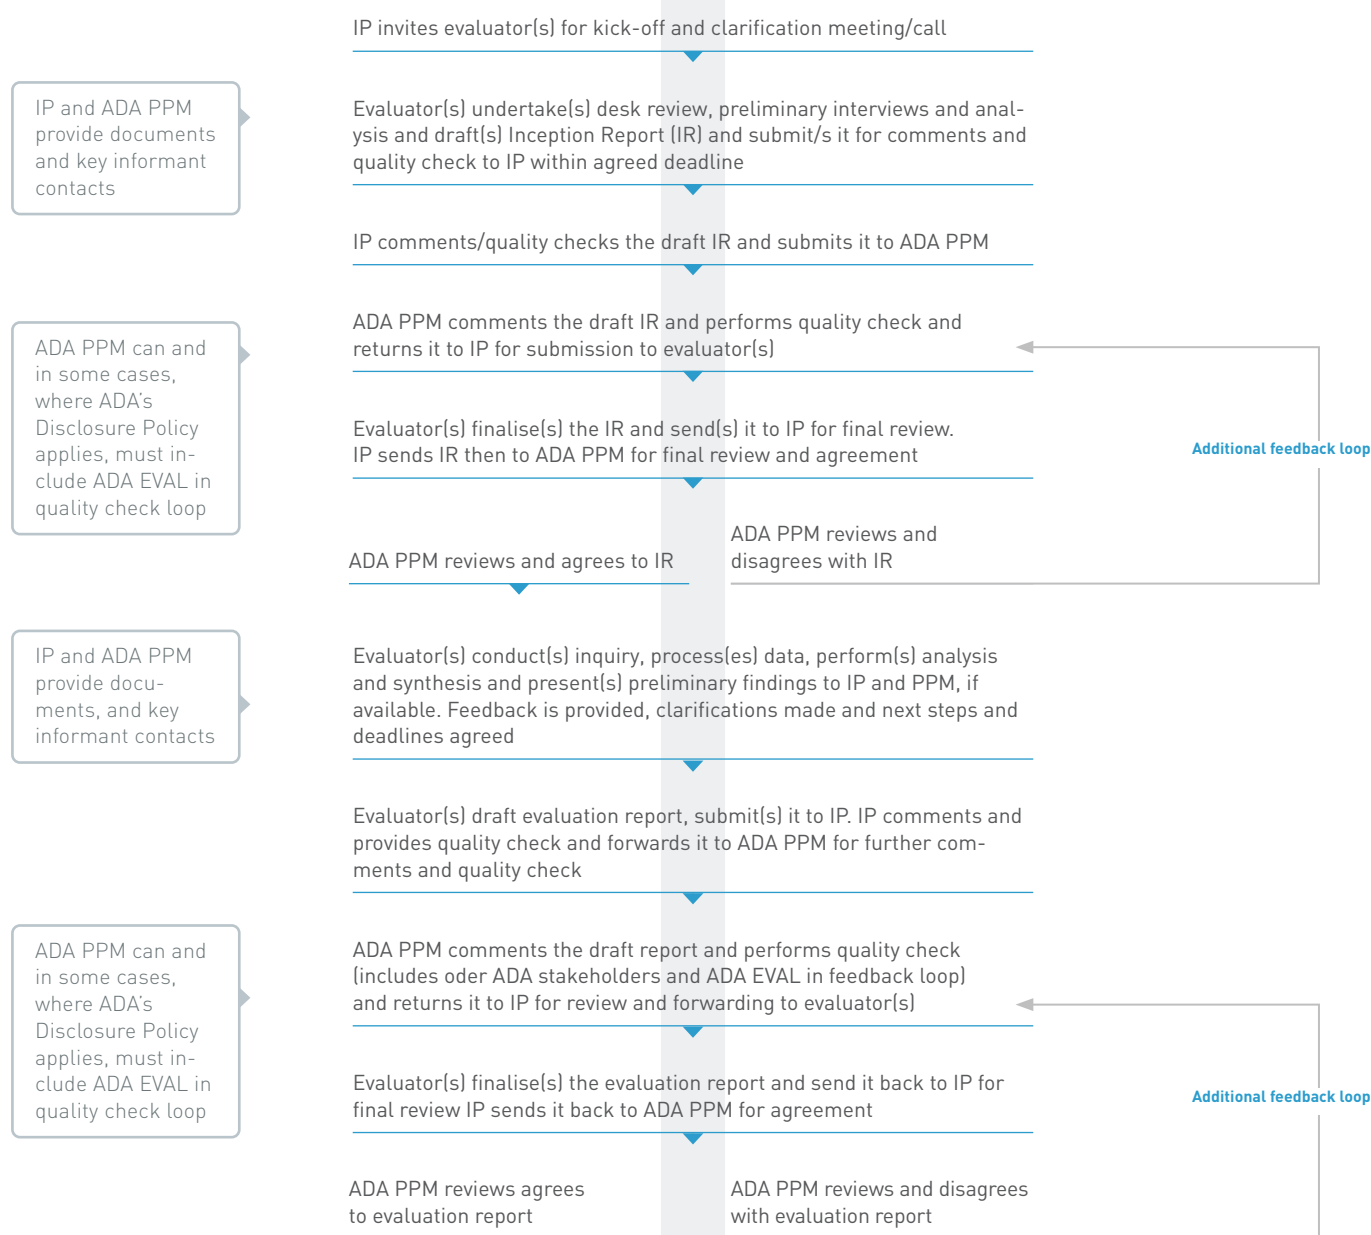 IP invites evaluator(s) for kick-off and clarification meeting/call
IP and ADA PPM
provide documents
and key informant
contacts
Evaluator(s) undertake(s) desk review, preliminary interviews and anal-
ysis and draft(s) Inception Report (IR) and submit/s it for comments and
quality check to IP within agreed deadline
IP comments/quality checks the draft IR and submits it to ADA PPM
ADA PPM can and
in some cases,
where ADA's
Disclosure Policy
applies, must in-
clude ADA EVAL in
quality check loop
ADA PPM comments the draft IR and performs quality check and
returns it to IP for submission to evaluator(s)
Evaluator(s) finalise(s) the IR and send(s) it to IP for final review.
IP sends IR then to ADA PPM for final review and agreement
Additional feedback loop
ADA PPM reviews and agrees to IR
ADA PPM reviews and
disagrees with IR
IP and ADA PPM
provide docu-
ments, and key
informant contacts
Evaluator(s) conduct(s) inquiry, process(es) data, perform(s) analysis
and synthesis and present(s) preliminary findings to IP and PPM, if
available. Feedback is provided, clarifications made and next steps and
deadlines agreed
Evaluator(s) draft evaluation report, submit(s) it to IP. IP comments and
provides quality check and forwards it to ADA PPM for further com-
ments and quality check
ADA PPM can and
in some cases,
where ADA's
Disclosure Policy
applies, must in-
clude ADA EVAL in
quality check loop
ADA PPM comments the draft report and performs quality check
(includes oder ADA stakeholders and ADA EVAL in feedback loop)
and returns it to IP for review and forwarding to evaluator(s)
Evaluator(s) finalise(s) the evaluation report and send it back to IP for
final review IP sends it back to ADA PPM for agreement
Additional feedback loop
ADA PPM reviews agrees
to evaluation report
ADA PPM reviews and disagrees
with evaluation report